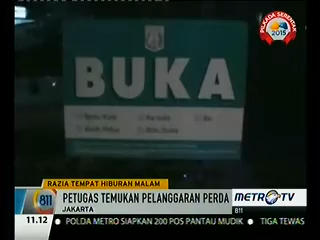 PILKADA SERENTAK
2015
BUKA
RAZIA TEMPAT HIBURAN MALAM
811
PETUGAS TEMUKAN PELANGGARAN PERDA
JAKARTA
METRO TV
811
11.12
POLDA METRO SIAPKAN 200 POS PANTAU MUDIK
TIGA TEWAS